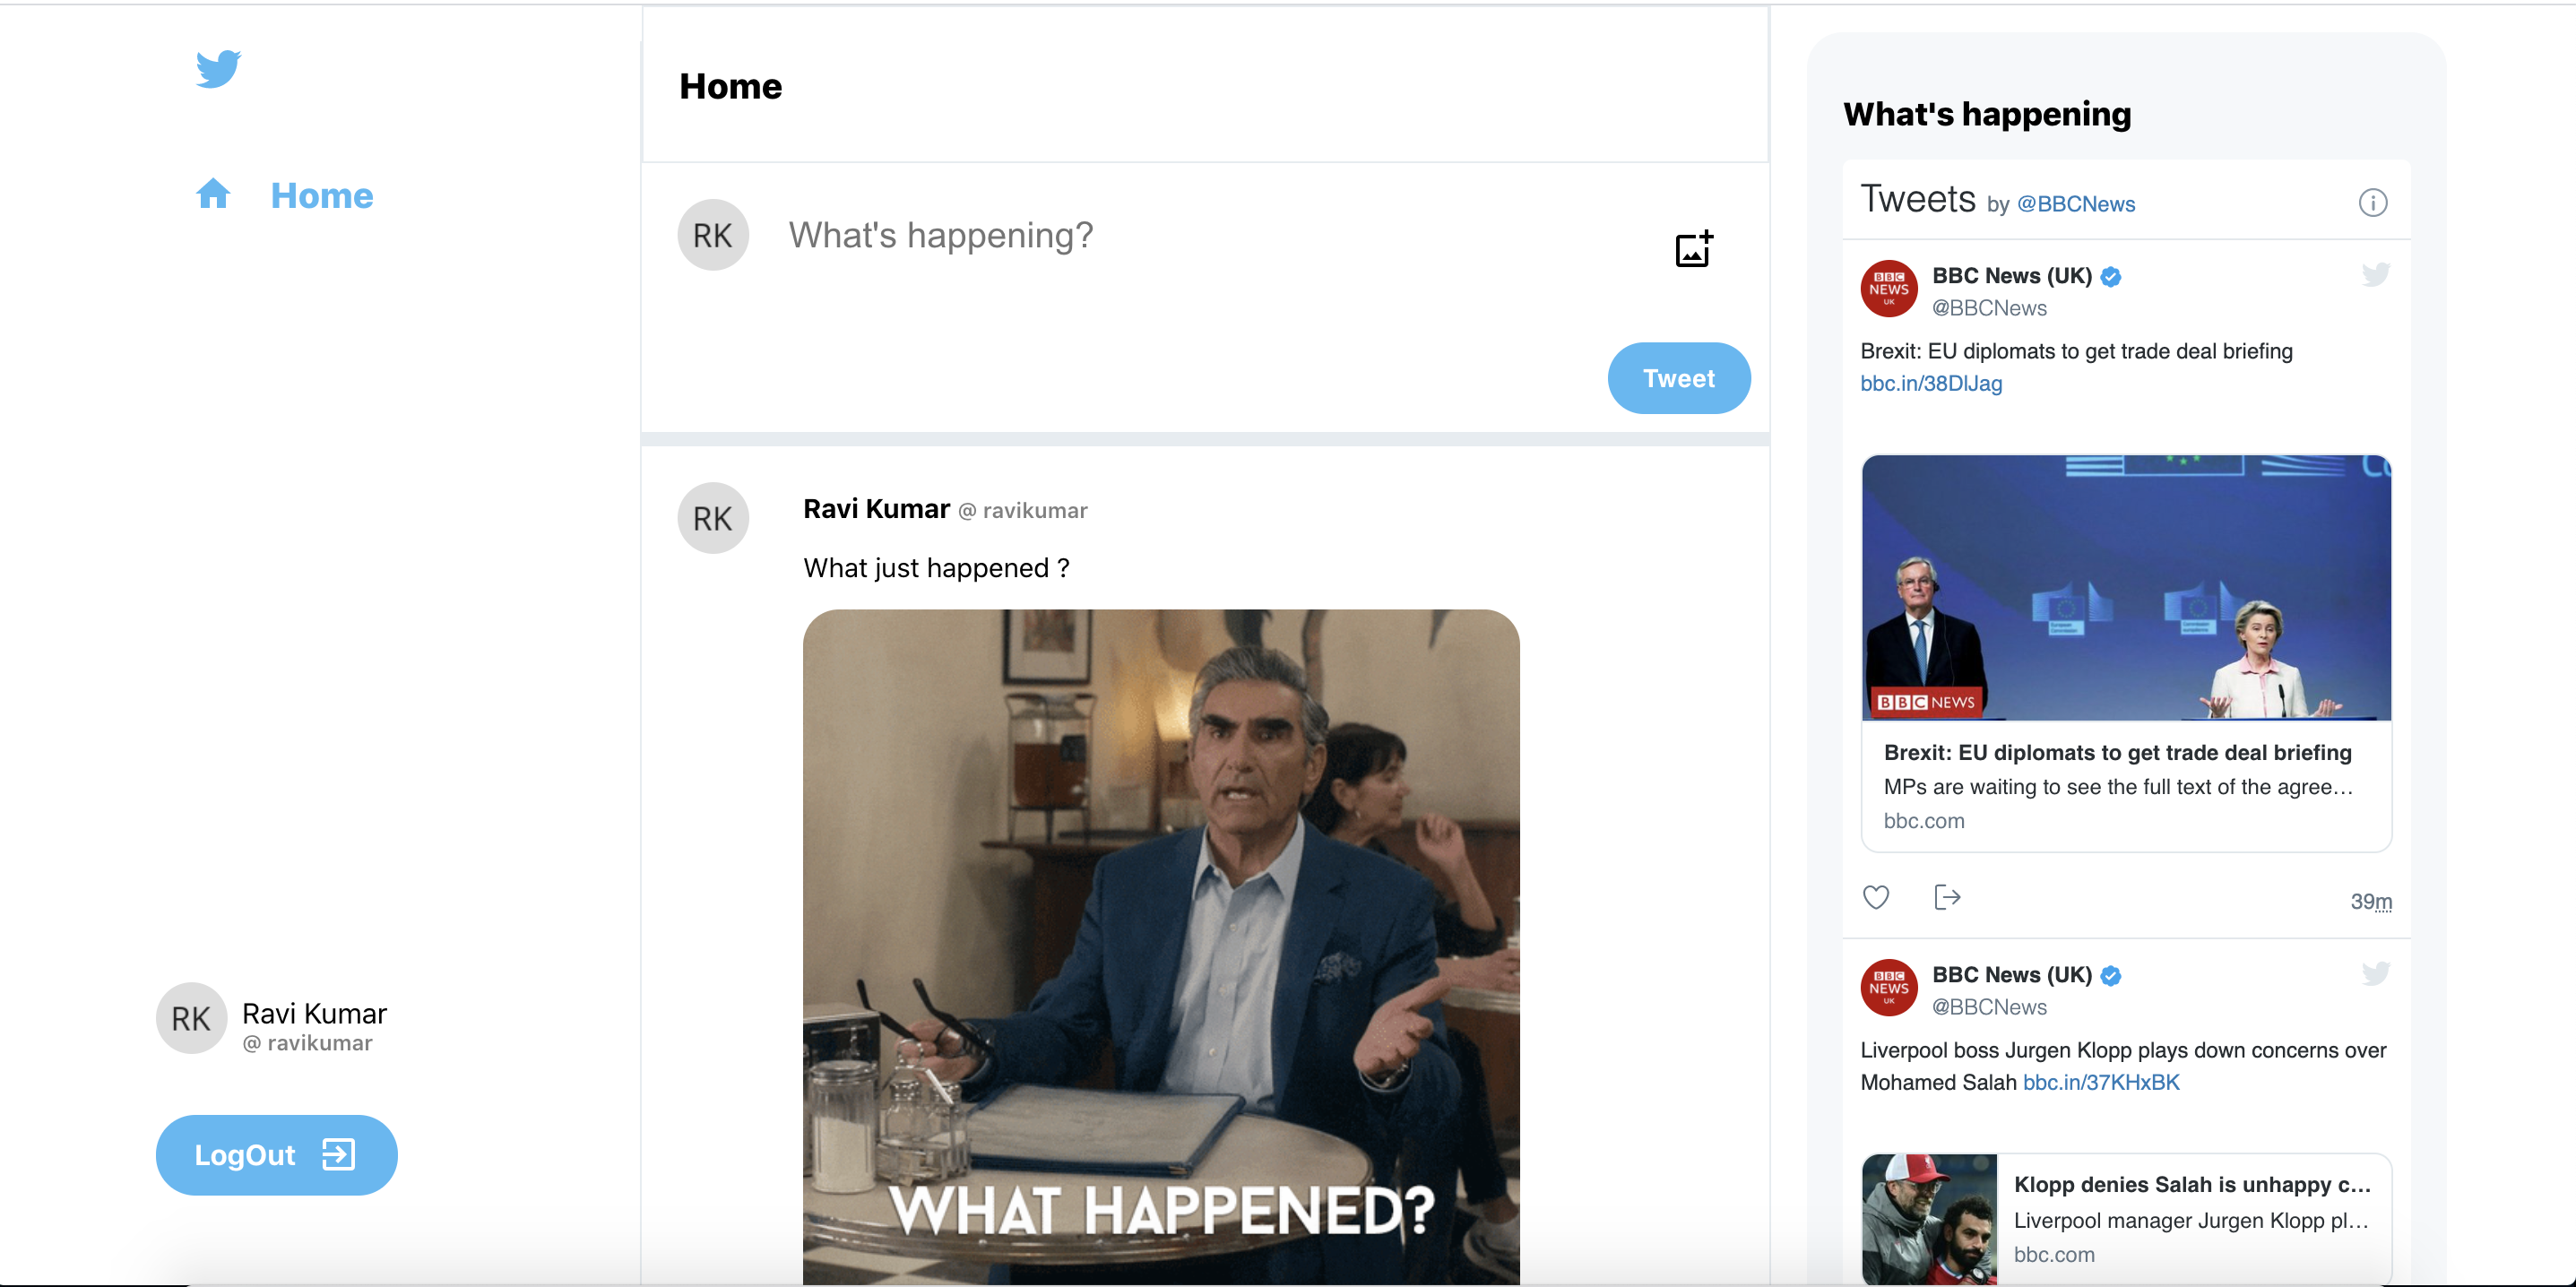 Home
RK
Ravi Kumar
@ ravikumar
LogOut
Home
RK
What's happening?
Tweet
RK
Ravi Kumar @ ravikumar
What just happened ?
WHAT HAPPENED?
What's happening
Tweets by @BBCNews
BBC NEWS UK
BBC News (UK)
@BBCNews
Brexit: EU diplomats to get trade deal briefing
bbc.in/38DlJag
BBC NEWS
Brexit: EU diplomats to get trade deal briefing
MPs are waiting to see the full text of the agree…
bbc.com
39m
BBC NEWS UK
BBC News (UK)
@BBCNews
Liverpool boss Jurgen Klopp plays down concerns over
Mohamed Salah bbc.in/37KHxBK
Klopp denies Salah is unhappy c…
Liverpool manager Jurgen Klopp pl…
bbc.com